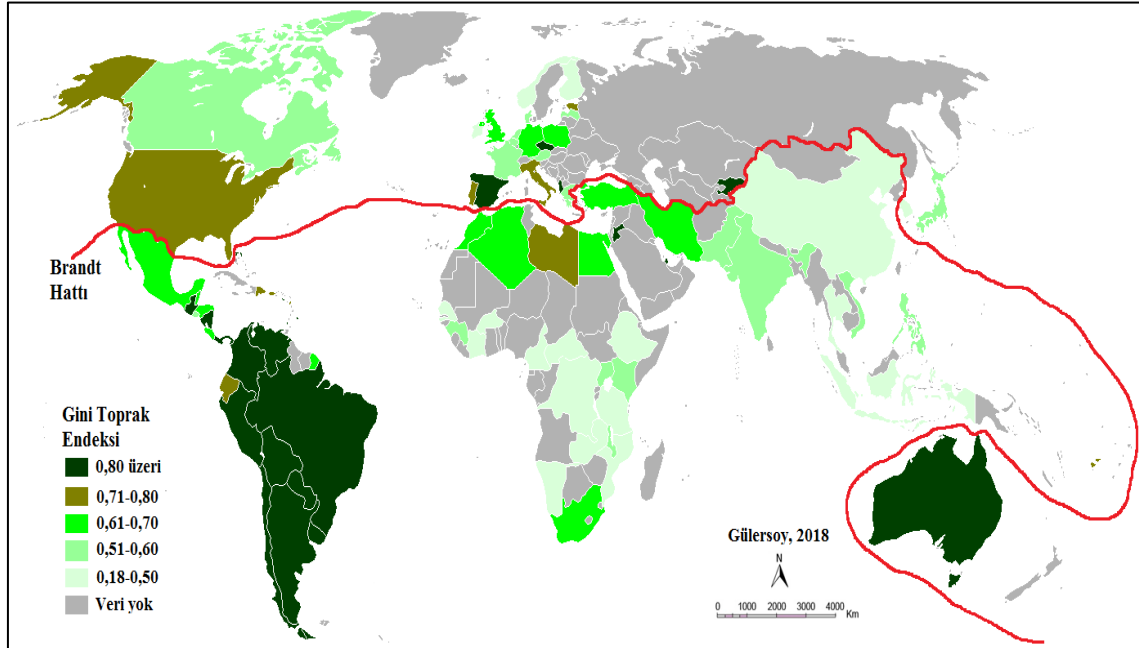 Brandt
Hattı
Gini Toprak
Endeksi
0,80 üzeri
0,71-0,80
0,61-0,70
0,51-0,60
0,18-0,50
Veri yok
Gülersoy, 2018
N
0 1000 2000 3000 4000
Km